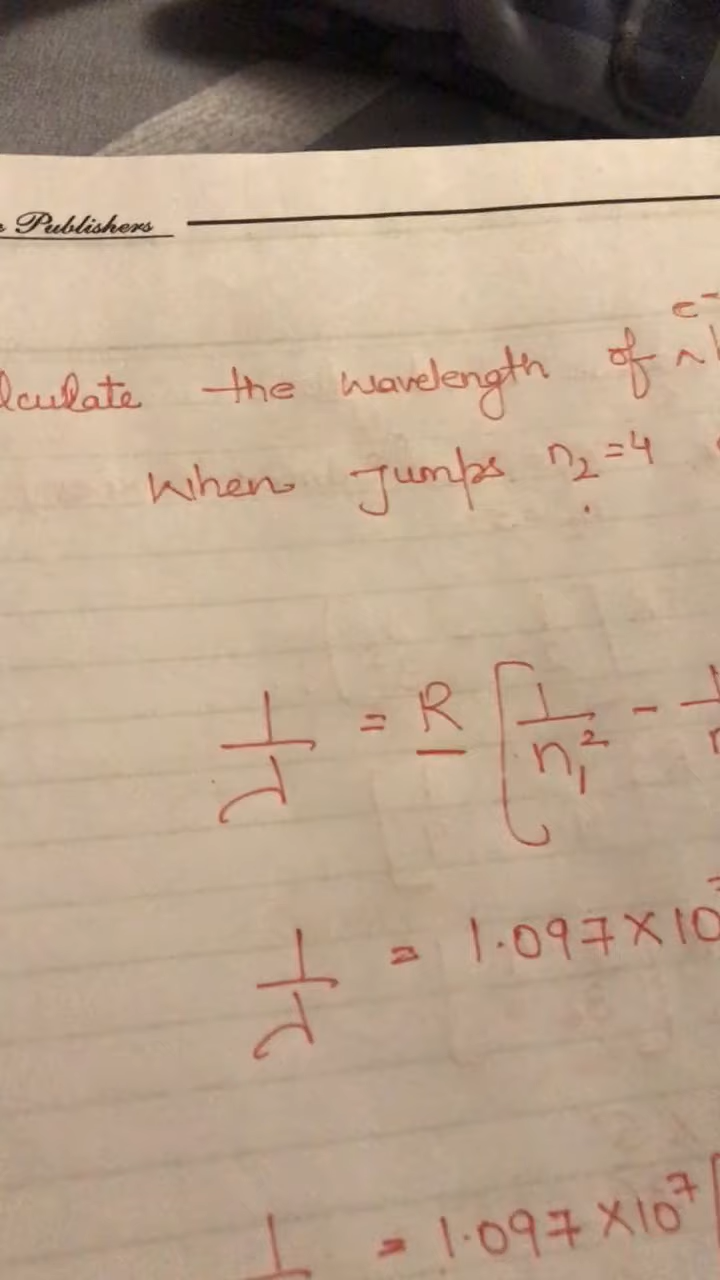 Publishers
e⁻
lculate the wavelength of
When Jumps n₂ = 4
1/λ = R [ 1/n₁² - 1
1/λ = 1.097 × 10
1 = 1.097 × 10⁷ [